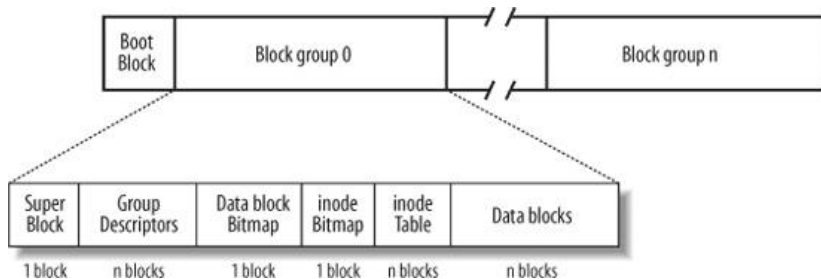 Boot
Block
Block group 0
Block group n
Super
Block
Group
Descriptors
Data block
Bitmap
inode
Bitmap
inode
Table
Data blocks
1 block
n blocks
1 block
1 block
n blocks
n blocks